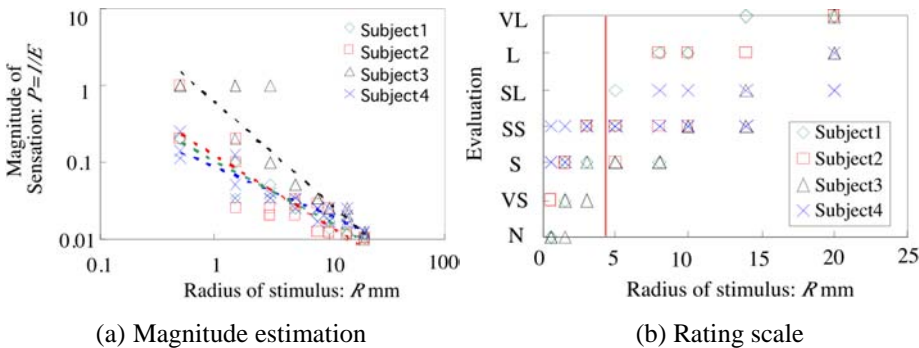 10
1
0.1
0.01
0.1
1
10
100
Magnitude of
Sensation: P=1/E
Radius of stimulus: R mm
Subject1
Subject2
Subject3
Subject4
(a) Magnitude estimation
VL
L
SL
SS
S
VS
N
Evaluation
0
5
10
15
20
25
Radius of stimulus: R mm
Subject1
Subject2
Subject3
Subject4
(b) Rating scale